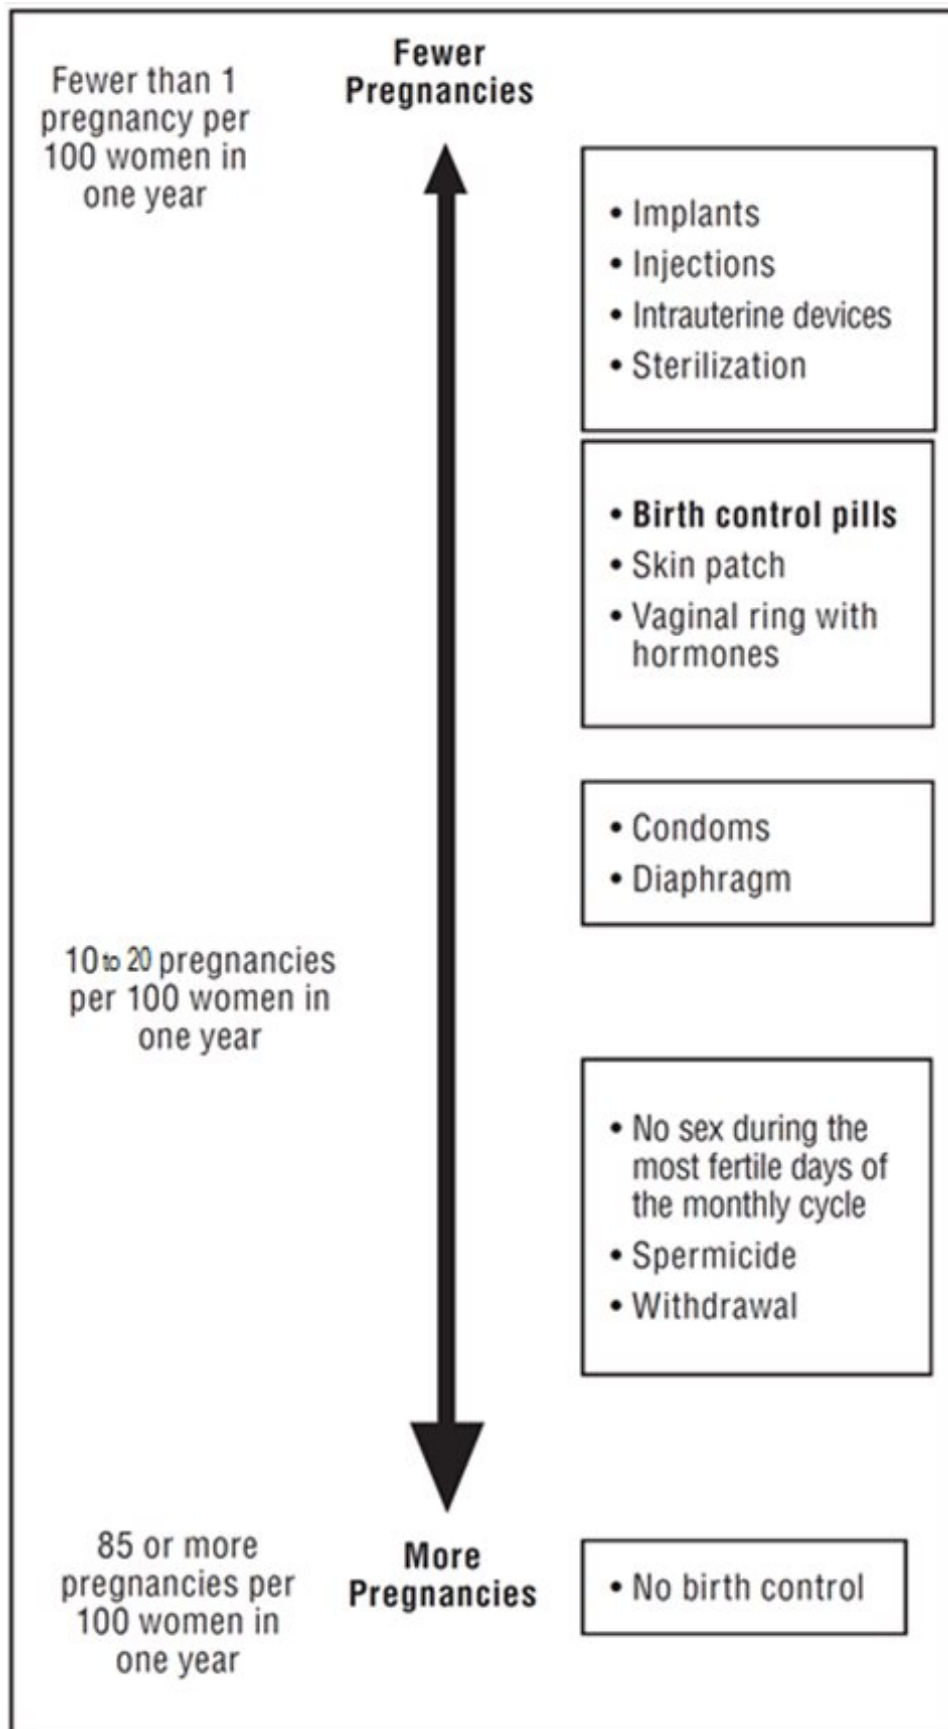 Fewer
Pregnancies
Fewer than 1
pregnancy per
100 women in
one year
• Implants
• Injections
• Intrauterine devices
• Sterilization
• Birth control pills
• Skin patch
• Vaginal ring with
hormones
• Condoms
• Diaphragm
10 to 20 pregnancies
per 100 women in
one year
• No sex during the
most fertile days of
the monthly cycle
• Spermicide
• Withdrawal
85 or more
pregnancies per
100 women in
one year
More
Pregnancies
• No birth control